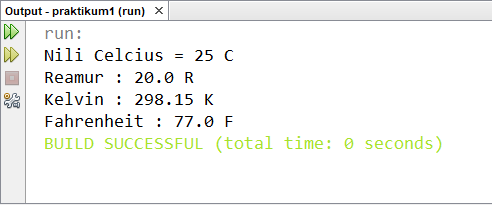 Output - praktikum1 (run)
run:
Nili Celcius = 25 C
Reamur : 20.0 R
Kelvin : 298.15 K
Fahrenheit : 77.0 F
BUILD SUCCESSFUL (total time: 0 seconds)